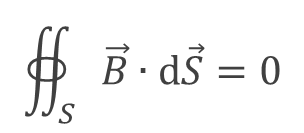 ∯_S B⃗ · dS⃗ = 0